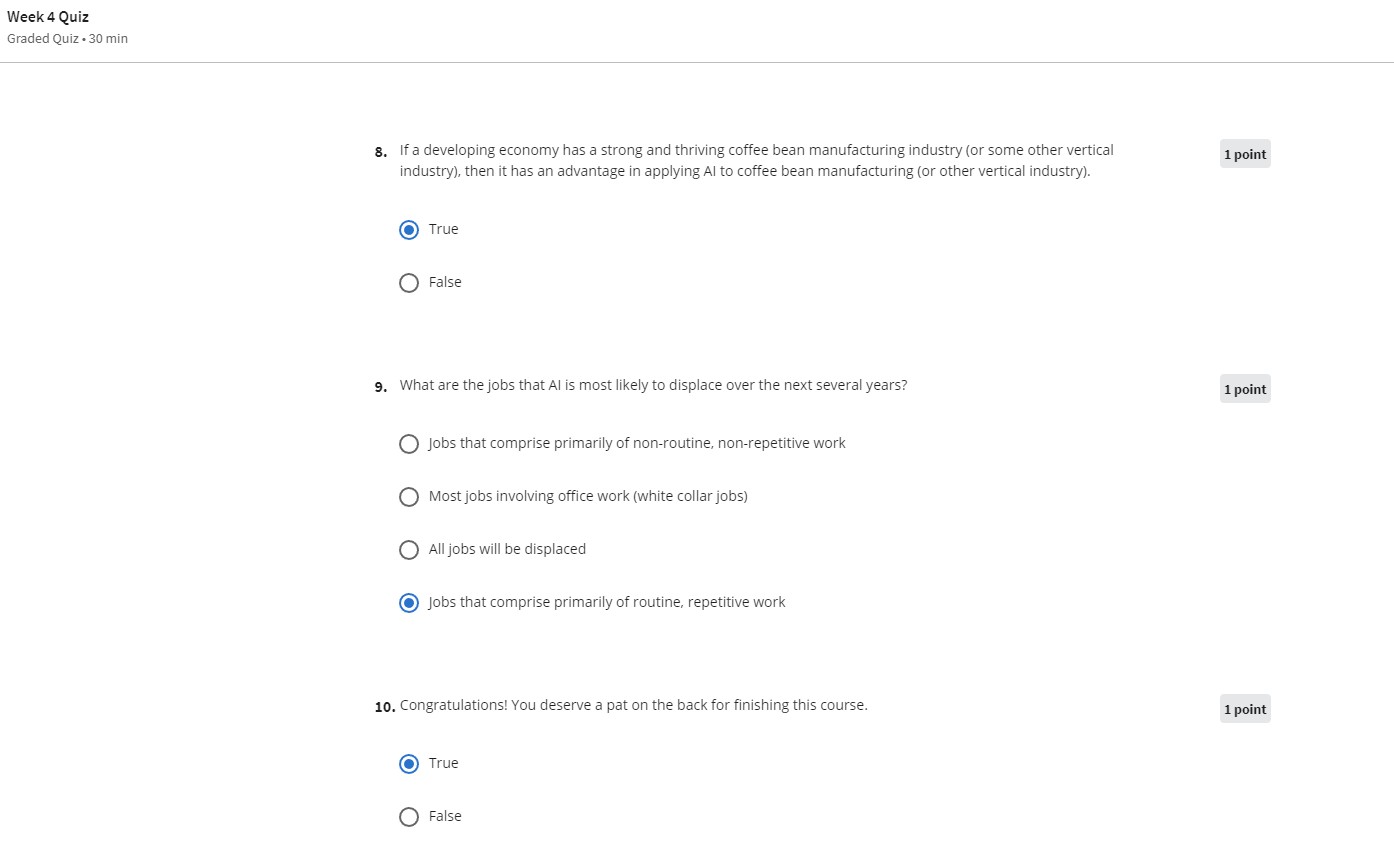 Week 4 Quiz
Graded Quiz • 30 min
8. If a developing economy has a strong and thriving coffee bean manufacturing industry (or some other vertical
industry), then it has an advantage in applying AI to coffee bean manufacturing (or other vertical industry).
1 point
True
False
9. What are the jobs that AI is most likely to displace over the next several years?
1 point
Jobs that comprise primarily of non-routine, non-repetitive work
Most jobs involving office work (white collar jobs)
All jobs will be displaced
Jobs that comprise primarily of routine, repetitive work
10. Congratulations! You deserve a pat on the back for finishing this course.
1 point
True
False